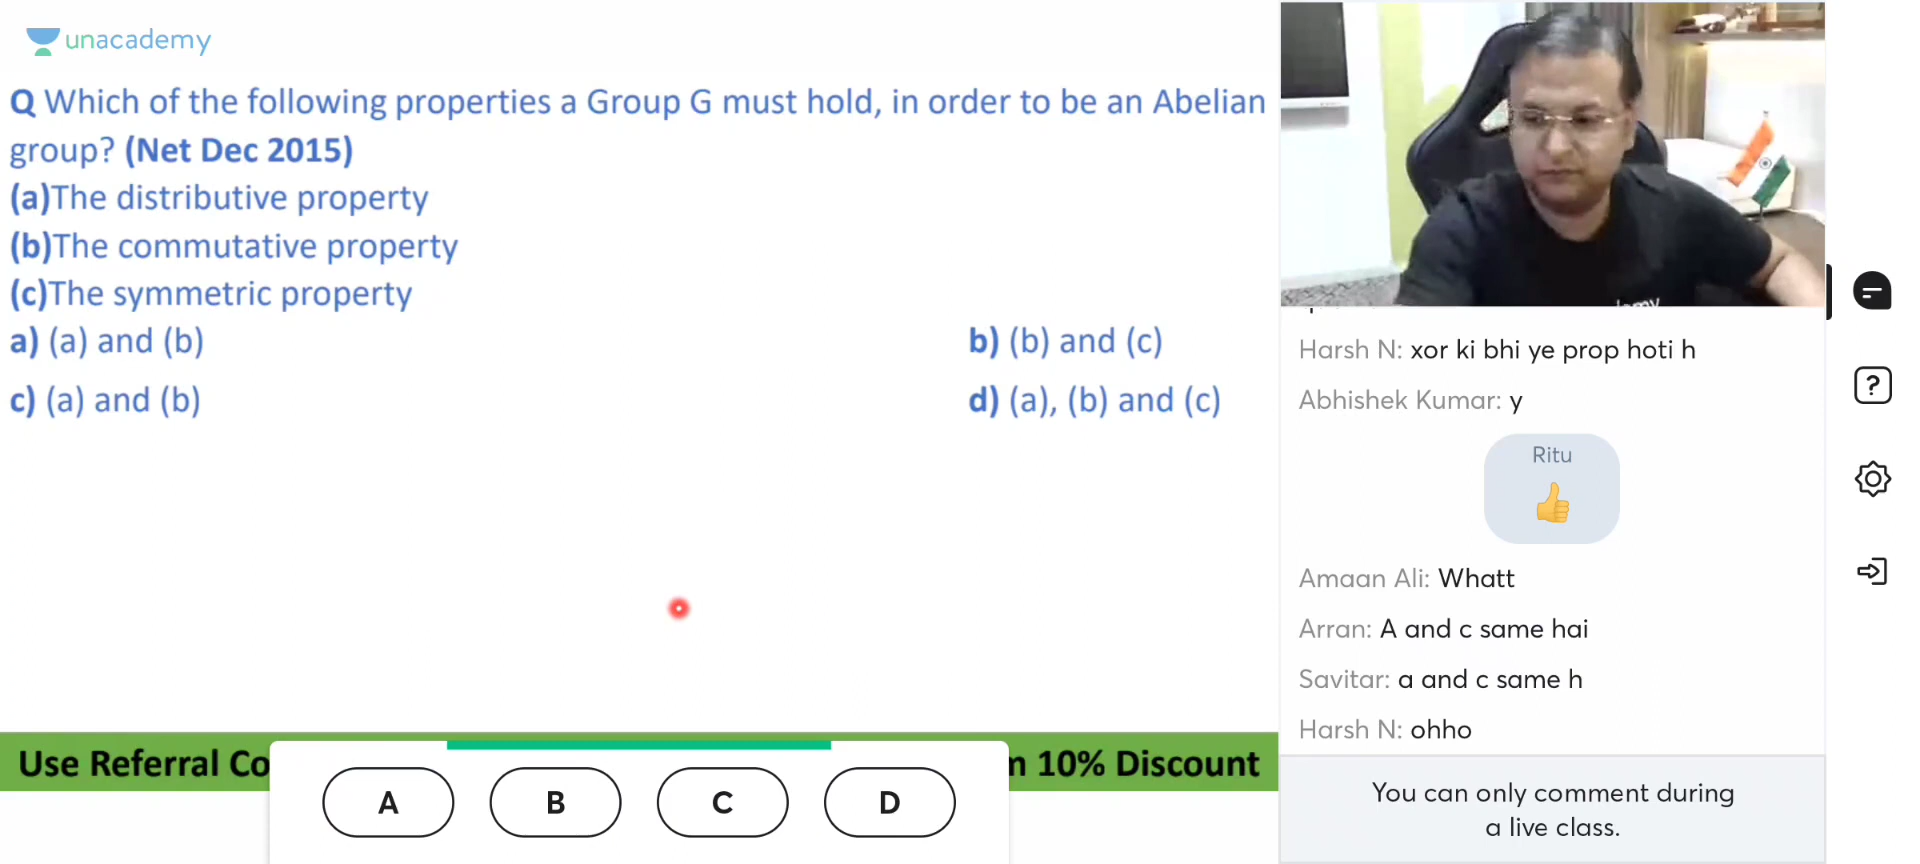 unacademy
Q Which of the following properties a Group G must hold, in order to be an Abelian
group? (Net Dec 2015)
(a)The distributive property
(b)The commutative property
(c)The symmetric property
a) (a) and (b)
b) (b) and (c)
c) (a) and (b)
d) (a), (b) and (c)
Use Referral Co
10% Discount
A
B
C
D
Harsh N: xor ki bhi ye prop hoti h
Abhishek Kumar: y
Ritu
Amaan Ali: Whatt
Arran: A and c same hai
Savitar: a and c same h
Harsh N: ohho
You can only comment during
a live class.